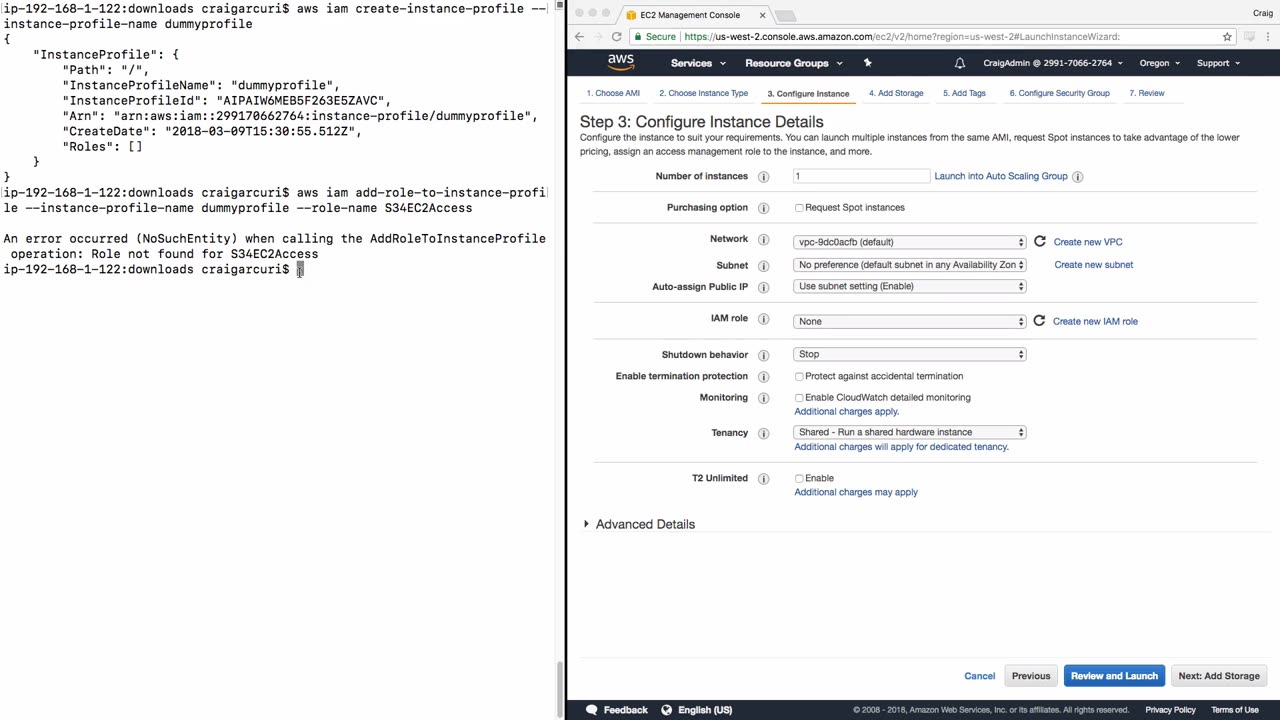 ip-192-168-1-122:downloads craigarcuri$ aws iam create-instance-profile --
instance-profile-name dummyprofile
{
    "InstanceProfile": {
        "Path": "/",
        "InstanceProfileName": "dummyprofile",
        "InstanceProfileId": "AIPAIW6MEB5F263E5ZAVC",
        "Arn": "arn:aws:iam::299170662764:instance-profile/dummyprofile",
        "CreateDate": "2018-03-09T15:30:55.512Z",
        "Roles": []
    }
}
ip-192-168-1-122:downloads craigarcuri$ aws iam add-role-to-instance-profi
le --instance-profile-name dummyprofile --role-name S34EC2Access
An error occurred (NoSuchEntity) when calling the AddRoleToInstanceProfile
 operation: Role not found for S34EC2Access
ip-192-168-1-122:downloads craigarcuri$
EC2 Management Console
Craig
Secure https://us-west-2.console.aws.amazon.com/ec2/v2/home?region=us-west-2#LaunchInstanceWizard:
aws Services Resource Groups CraigAdmin @ 2991-7066-2764 Oregon Support
1. Choose AMI 2. Choose Instance Type 3. Configure Instance 4. Add Storage 5. Add Tags 6. Configure Security Group 7. Review
Step 3: Configure Instance Details
Configure the instance to suit your requirements. You can launch multiple instances from the same AMI, request Spot instances to take advantage of the lower
pricing, assign an access management role to the instance, and more.
Number of instances 1 Launch into Auto Scaling Group
Purchasing option Request Spot instances
Network vpc-9dc0acfb (default) Create new VPC
Subnet No preference (default subnet in any Availability Zon Create new subnet
Auto-assign Public IP Use subnet setting (Enable)
IAM role None Create new IAM role
Shutdown behavior Stop
Enable termination protection Protect against accidental termination
Monitoring Enable CloudWatch detailed monitoring
Additional charges apply.
Tenancy Shared - Run a shared hardware instance
Additional charges will apply for dedicated tenancy.
T2 Unlimited Enable
Additional charges may apply
Advanced Details
Cancel Previous Review and Launch Next: Add Storage
Feedback English (US) © 2008 - 2018, Amazon Web Services, Inc. or its affiliates. All rights reserved. Privacy Policy Terms of Use